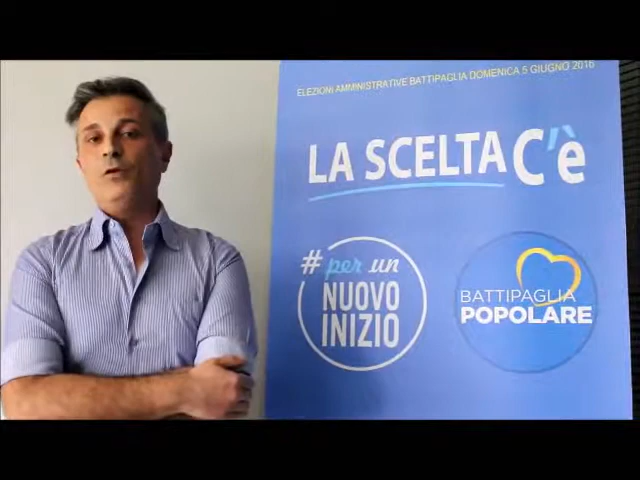 ELEZIONI AMMINISTRATIVE BATTIPAGLIA DOMENICA 5 GIUGNO 2016
LA SCELTA C'è
#per un
NUOVO
INIZIO
BATTIPAGLIA
POPOLARE